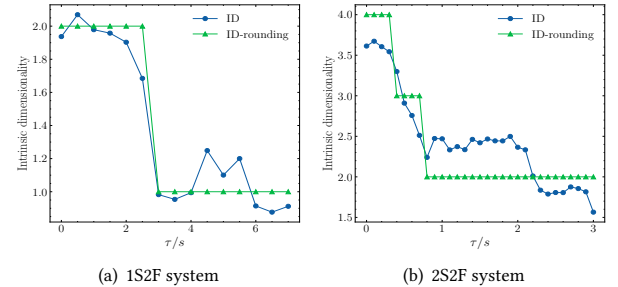 2.0
1.8
1.6
1.4
1.2
1.0
Intrinsic dimensionality
ID
ID-rounding
0 2 4 6
τ/s
(a) 1S2F system
4.0
3.5
3.0
2.5
2.0
1.5
Intrinsic dimensionality
ID
ID-rounding
0 1 2 3
τ/s
(b) 2S2F system